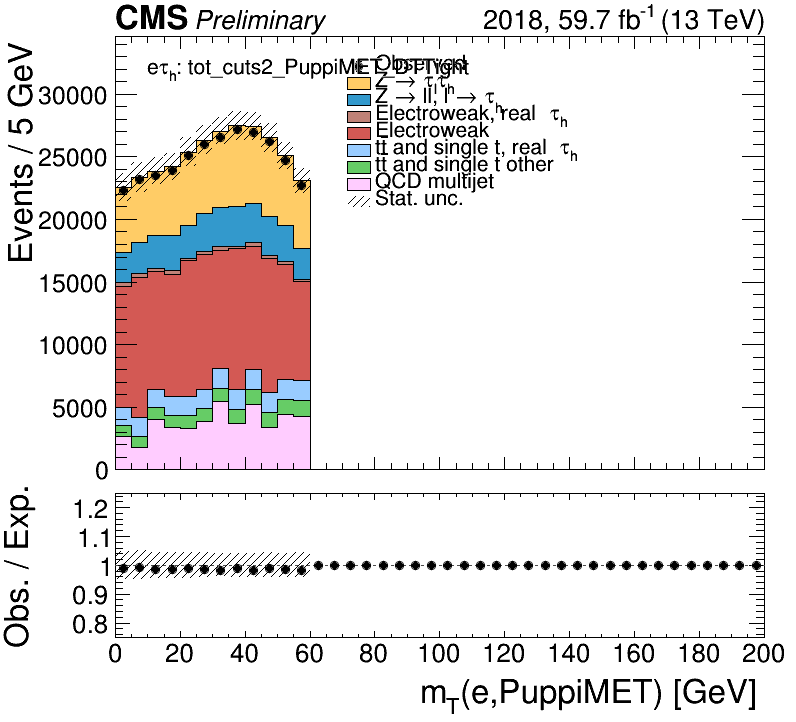 CMS Preliminary 2018, 59.7 fb⁻¹ (13 TeV)
Events / 5 GeV
30000
25000
20000
15000
10000
5000
0
eτₕ: tot_cuts2_PuppiMET_DTTight
Observed
Z → τₗτₕ
Z → ll, l → τₕ
Electroweak, real τₕ
Electroweak
tt̄ and single t, real τₕ
tt̄ and single t other
QCD multijet
Stat. unc.
Obs. / Exp.
1.2
1.1
1
0.9
0.8
0 20 40 60 80 100 120 140 160 180 200
m_T(e,PuppiMET) [GeV]